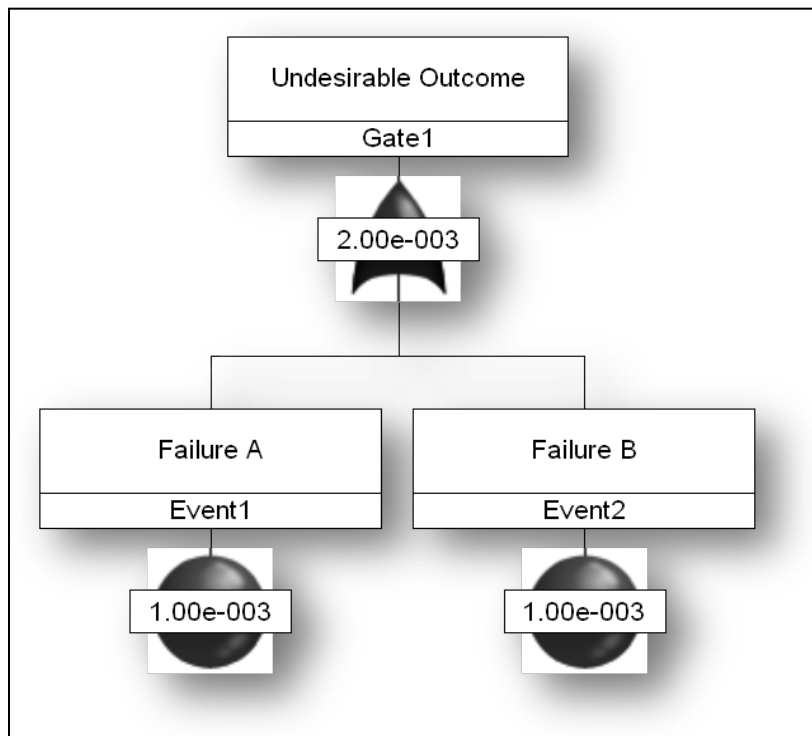 Undesirable Outcome
Gate1
2.00e-003
Failure A
Event1
1.00e-003
Failure B
Event2
1.00e-003